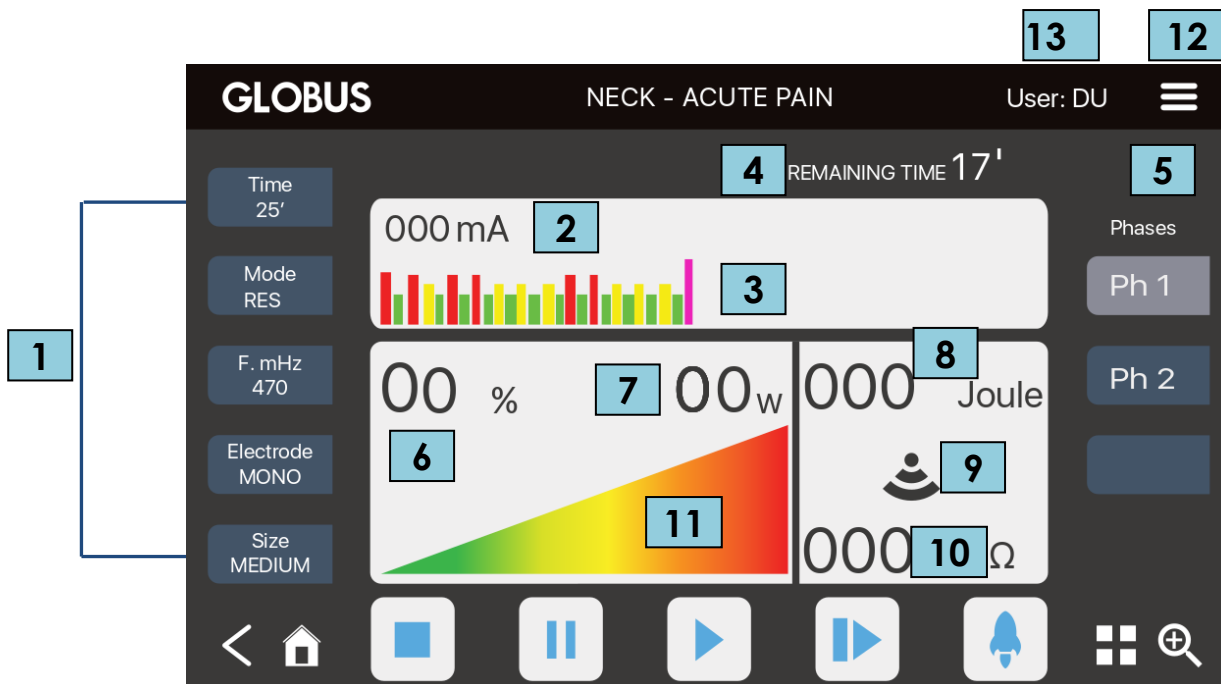 13
12
GLOBUS
NECK - ACUTE PAIN
User: DU
4
REMAINING TIME 17'
5
Time
25'
000 mA
2
Phases
Mode
RES
3
Ph 1
1
F. mHz
470
00 %
7
00 w
000
8
Joule
Ph 2
Electrode
MONO
6
9
11
Size
MEDIUM
000
10
Ω